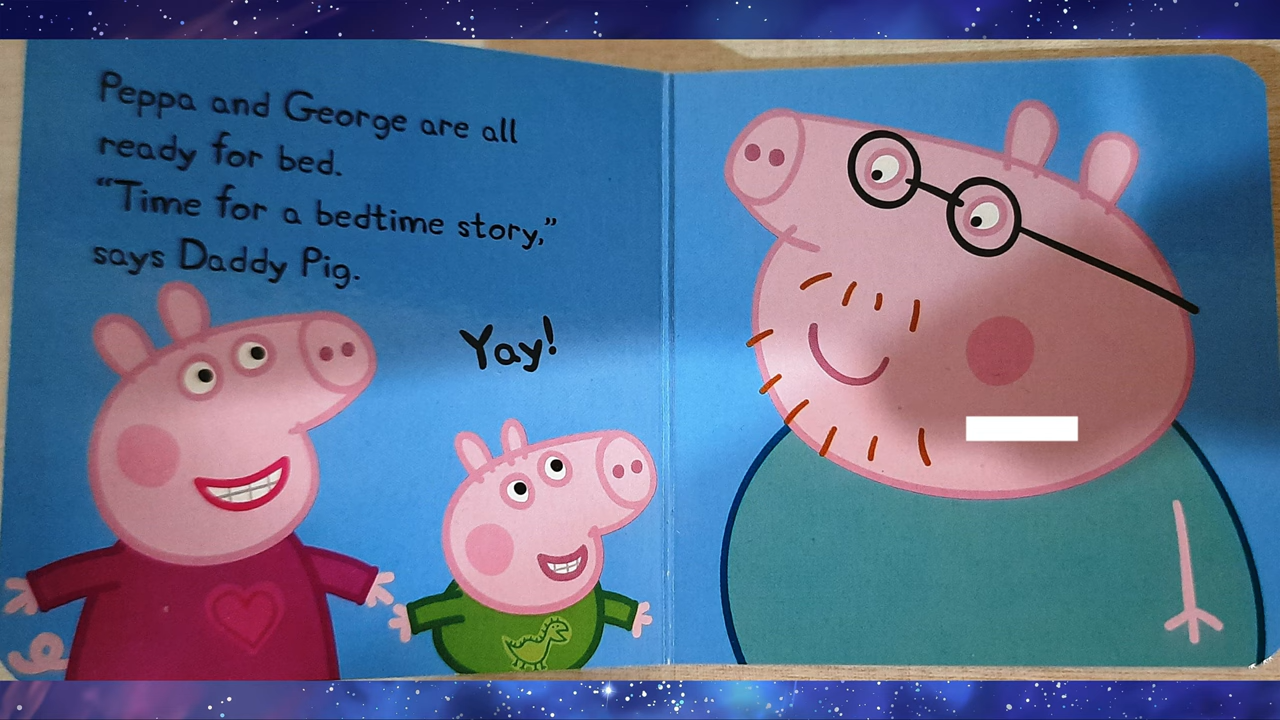 Peppa and George are all
ready for bed.
“Time for a bedtime story,”
says Daddy Pig.
Yay!